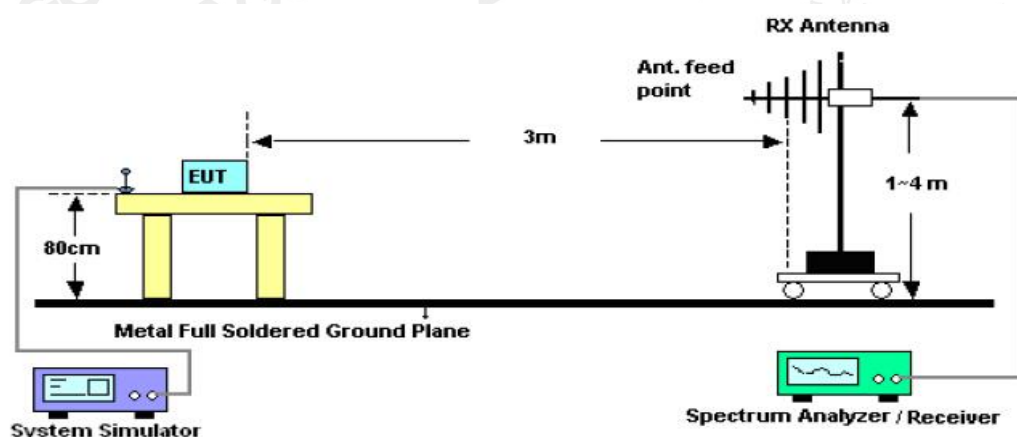 RX Antenna
Ant. feed
point
3m
EUT
1~4 m
80cm
Metal Full Soldered Ground Plane
System Simulator
Spectrum Analyzer / Receiver